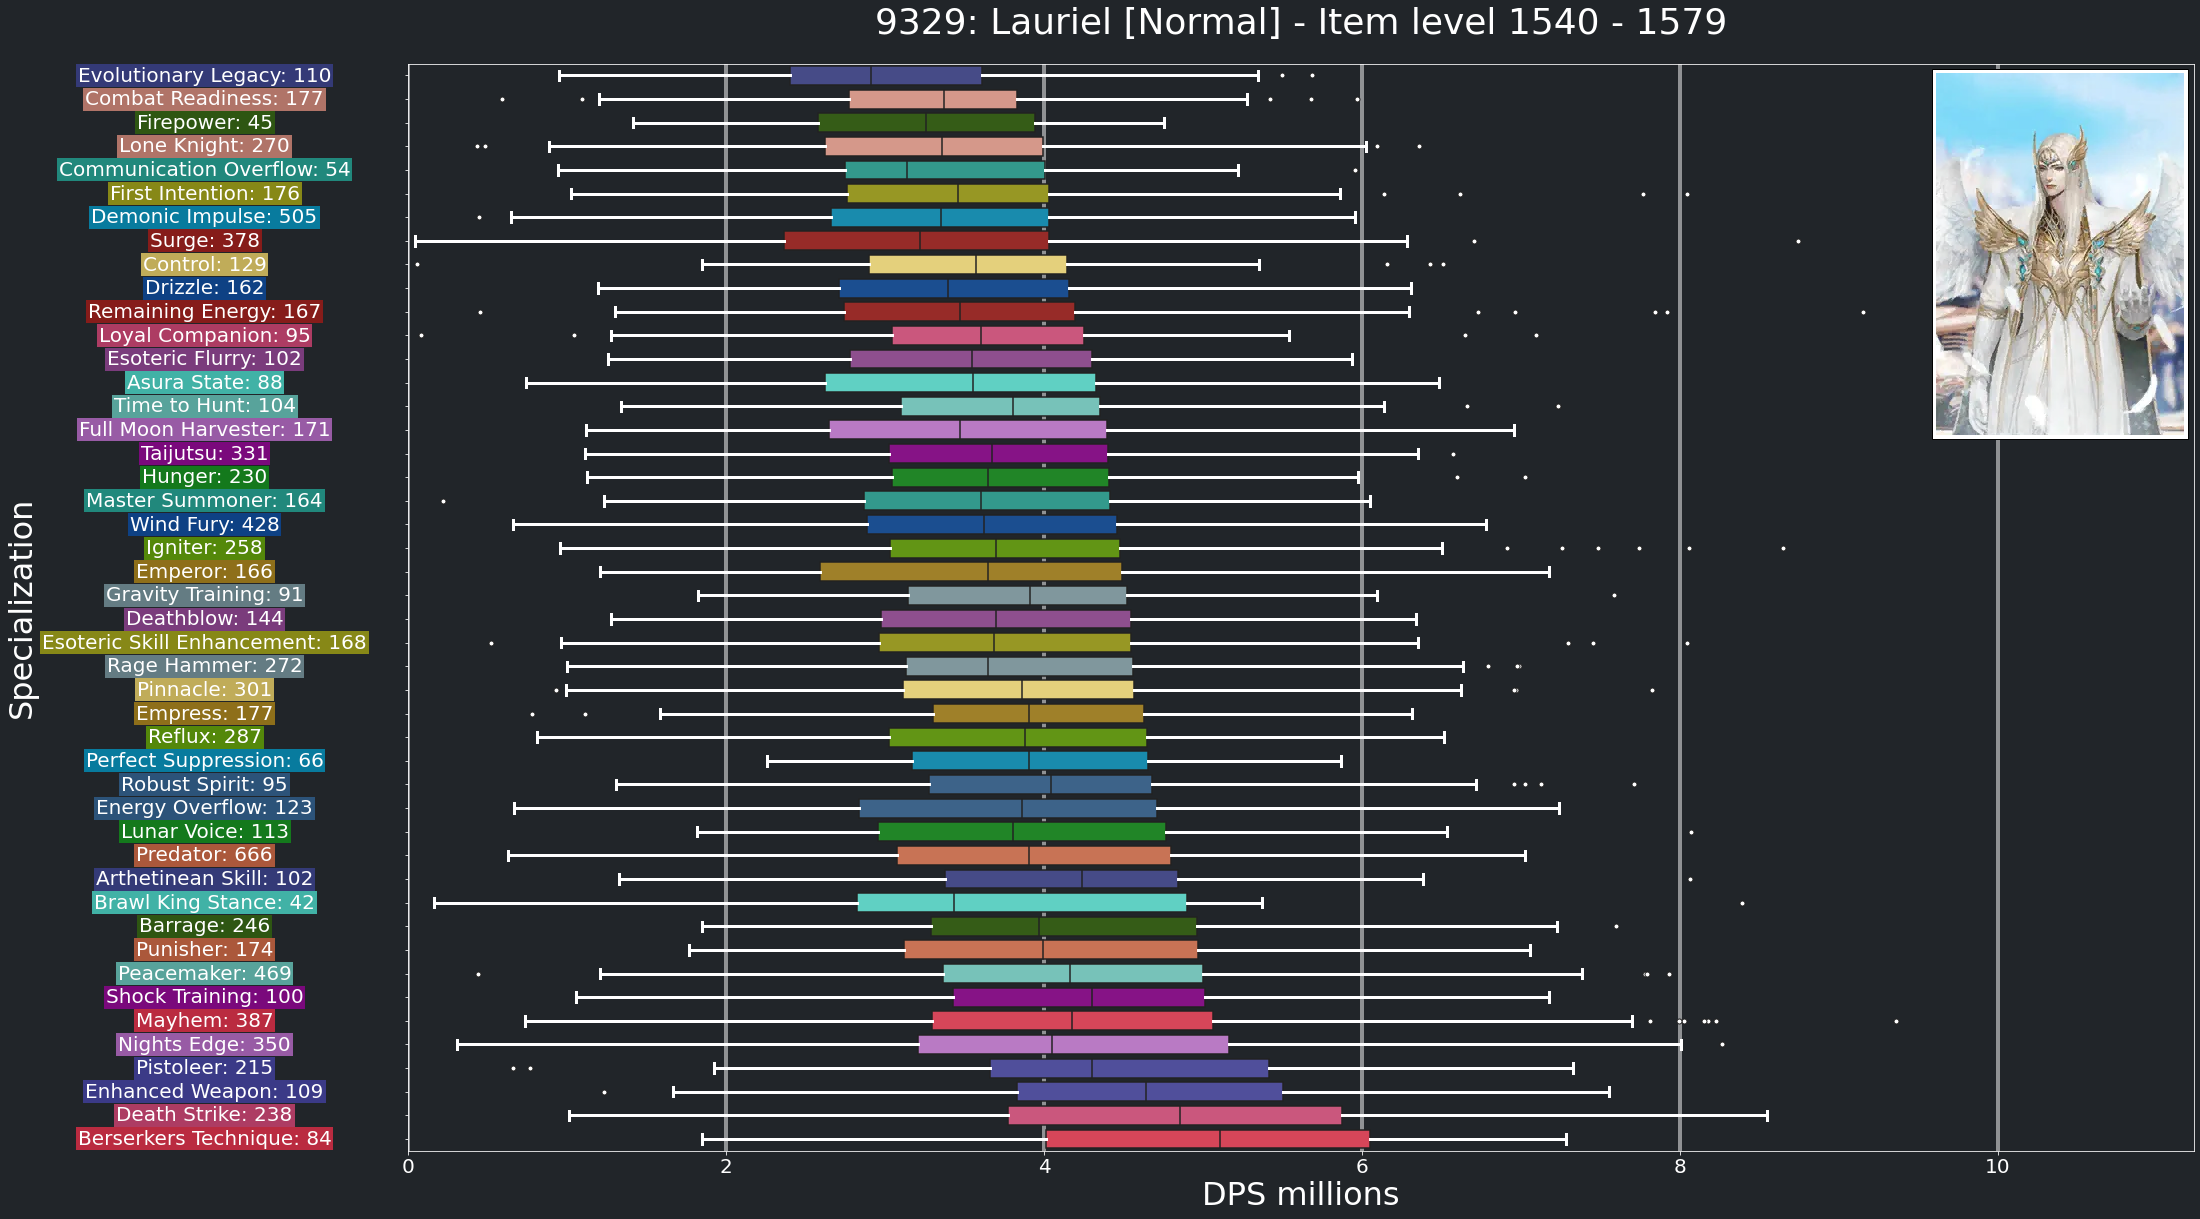 9329: Lauriel [Normal] - Item level 1540 - 1579
Evolutionary Legacy: 110
Combat Readiness: 177
Firepower: 45
Lone Knight: 270
Communication Overflow: 54
First Intention: 176
Demonic Impulse: 505
Surge: 378
Control: 129
Drizzle: 162
Remaining Energy: 167
Loyal Companion: 95
Esoteric Flurry: 102
Asura State: 88
Time to Hunt: 104
Full Moon Harvester: 171
Taijutsu: 331
Hunger: 230
Master Summoner: 164
Wind Fury: 428
Igniter: 258
Emperor: 166
Gravity Training: 91
Deathblow: 144
Esoteric Skill Enhancement: 168
Rage Hammer: 272
Pinnacle: 301
Empress: 177
Reflux: 287
Perfect Suppression: 66
Robust Spirit: 95
Energy Overflow: 123
Lunar Voice: 113
Predator: 666
Arthetinean Skill: 102
Brawl King Stance: 42
Barrage: 246
Punisher: 174
Peacemaker: 469
Shock Training: 100
Mayhem: 387
Nights Edge: 350
Pistoleer: 215
Enhanced Weapon: 109
Death Strike: 238
Berserkers Technique: 84
Specialization
0 2 4 6 8 10
DPS millions